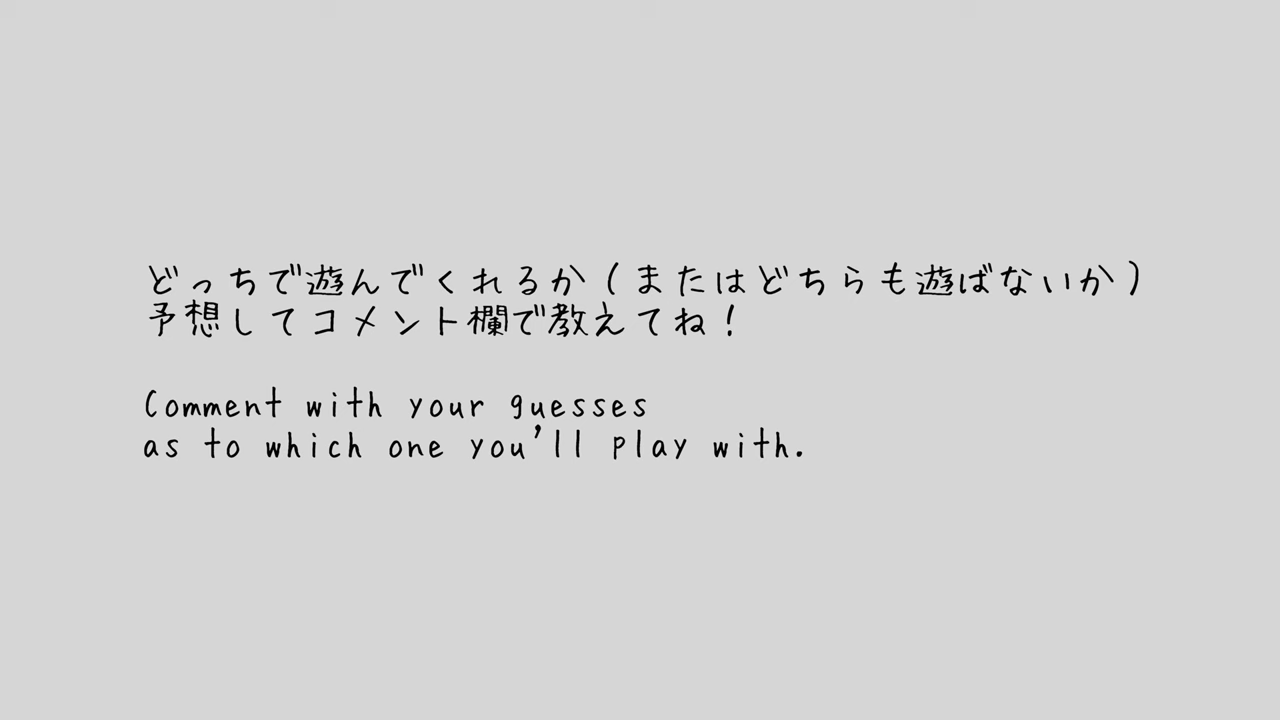 どっちで遊んでくれるか(またはどちらも遊ばないか)
予想してコメント欄で教えてね!
Comment with your guesses
as to which one you'll play with.